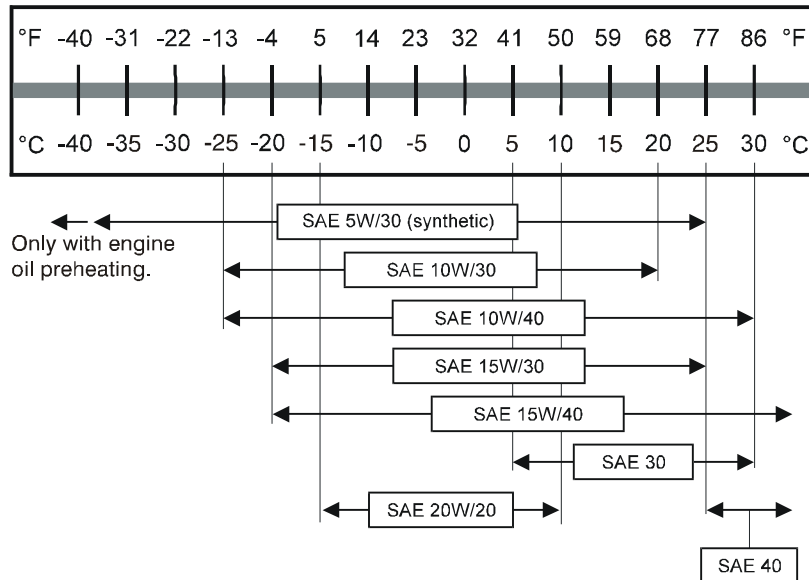 °F -40 -31 -22 -13 -4 5 14 23 32 41 50 59 68 77 86 °F
°C -40 -35 -30 -25 -20 -15 -10 -5 0 5 10 15 20 25 30 °C
SAE 5W/30 (synthetic)
Only with engine
oil preheating.
SAE 10W/30
SAE 10W/40
SAE 15W/30
SAE 15W/40
SAE 30
SAE 20W/20
SAE 40